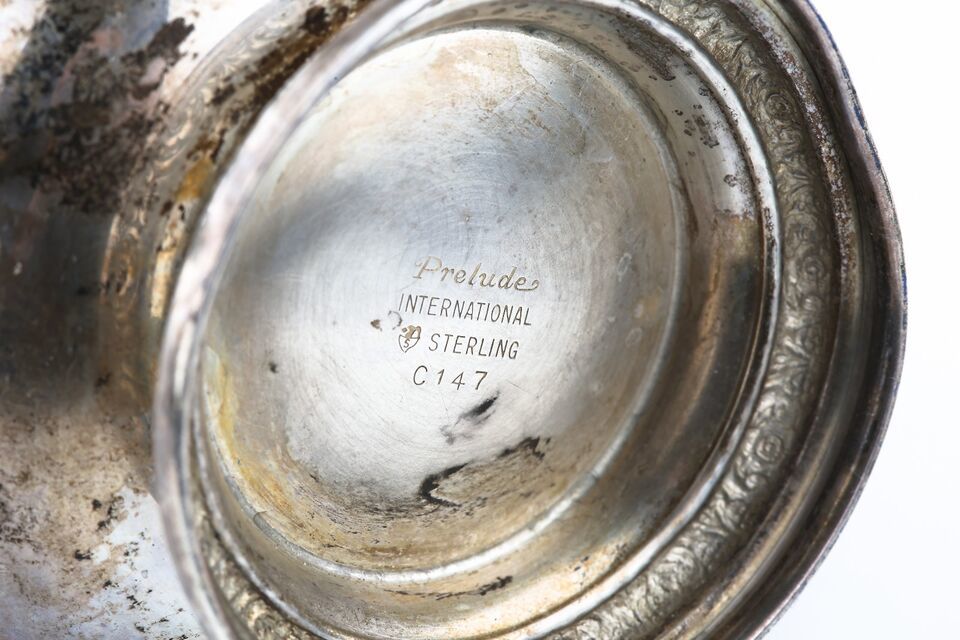 Prelude
INTERNATIONAL
STERLING
C147